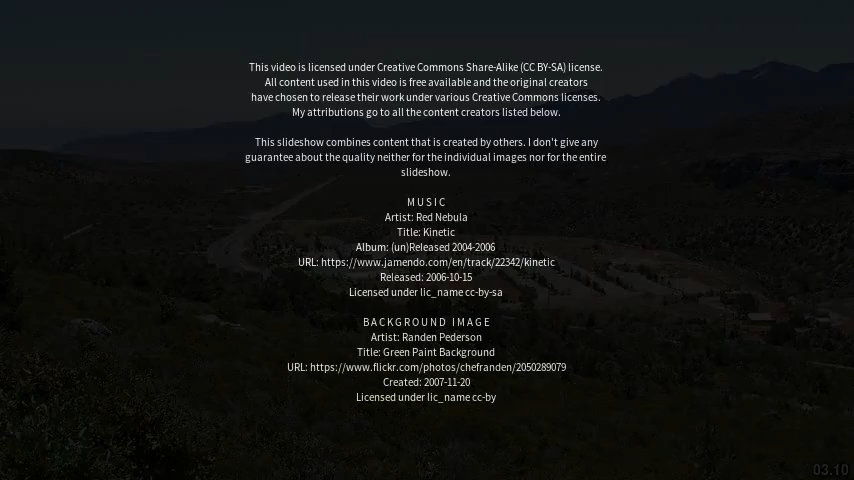 This video is licensed under Creative Commons Share-Alike (CC BY-SA) license.
All content used in this video is free available and the original creators
have chosen to release their work under various Creative Commons licenses.
My attributions go to all the content creators listed below.
This slideshow combines content that is created by others. I don't give any
guarantee about the quality neither for the individual images nor for the entire
slideshow.
MUSIC
Artist: Red Nebula
Title: Kinetic
Album: (un)Released 2004-2006
URL: https://www.jamendo.com/en/track/22342/kinetic
Released: 2006-10-15
Licensed under lic_name cc-by-sa
BACKGROUND IMAGE
Artist: Randen Pederson
Title: Green Paint Background
URL: https://www.flickr.com/photos/chefranden/2050289079
Created: 2007-11-20
Licensed under lic_name cc-by
03.10